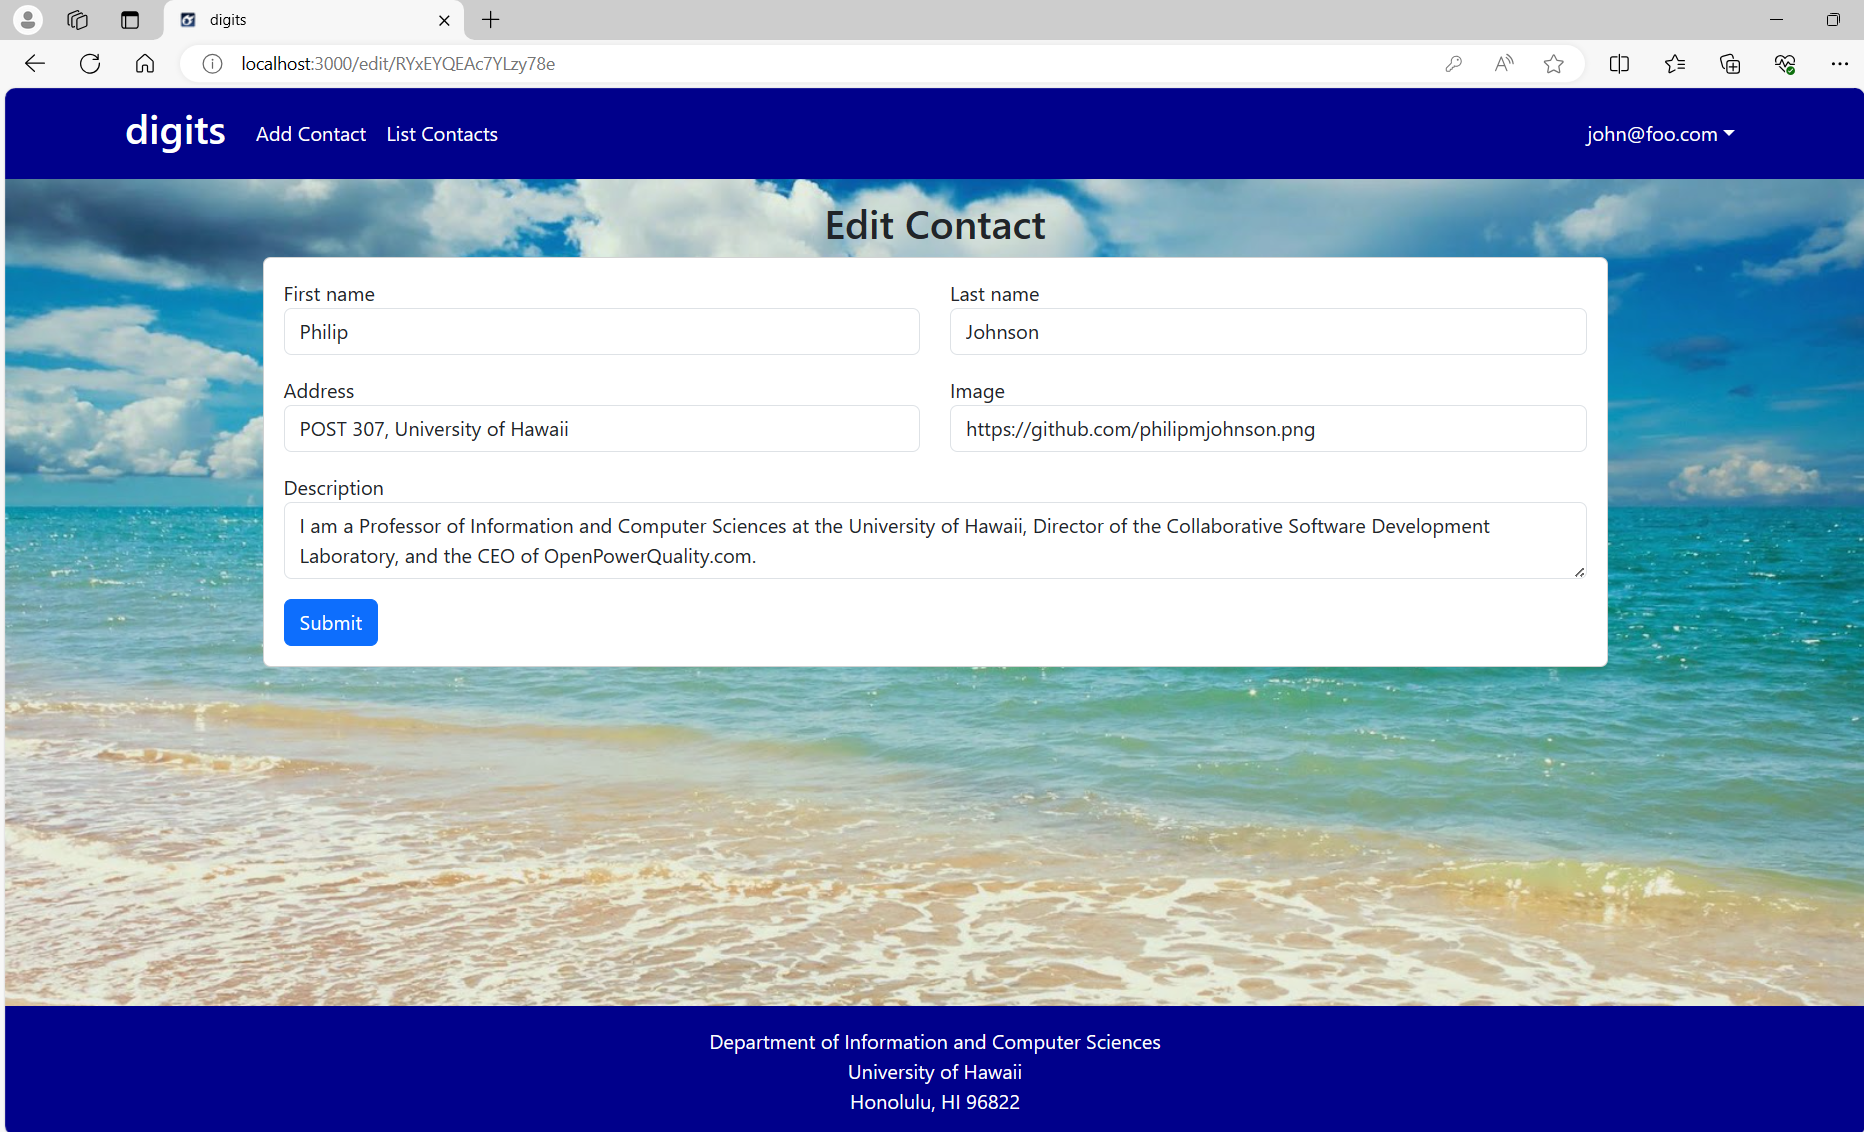 digits
localhost:3000/edit/RYxEYQEAc7YLzy78e
digits Add Contact List Contacts john@foo.com
Edit Contact
First name Last name
Philip Johnson
Address Image
POST 307, University of Hawaii https://github.com/philipmjohnson.png
Description
I am a Professor of Information and Computer Sciences at the University of Hawaii, Director of the Collaborative Software Development
Laboratory, and the CEO of OpenPowerQuality.com.
Submit
Department of Information and Computer Sciences
University of Hawaii
Honolulu, HI 96822